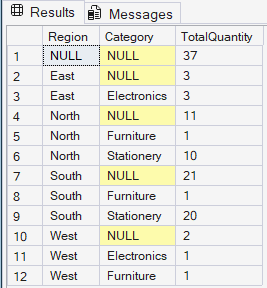 Results Messages
Region Category TotalQuantity
1 NULL NULL 37
2 East NULL 3
3 East Electronics 3
4 North NULL 11
5 North Furniture 1
6 North Stationery 10
7 South NULL 21
8 South Furniture 1
9 South Stationery 20
10 West NULL 2
11 West Electronics 1
12 West Furniture 1